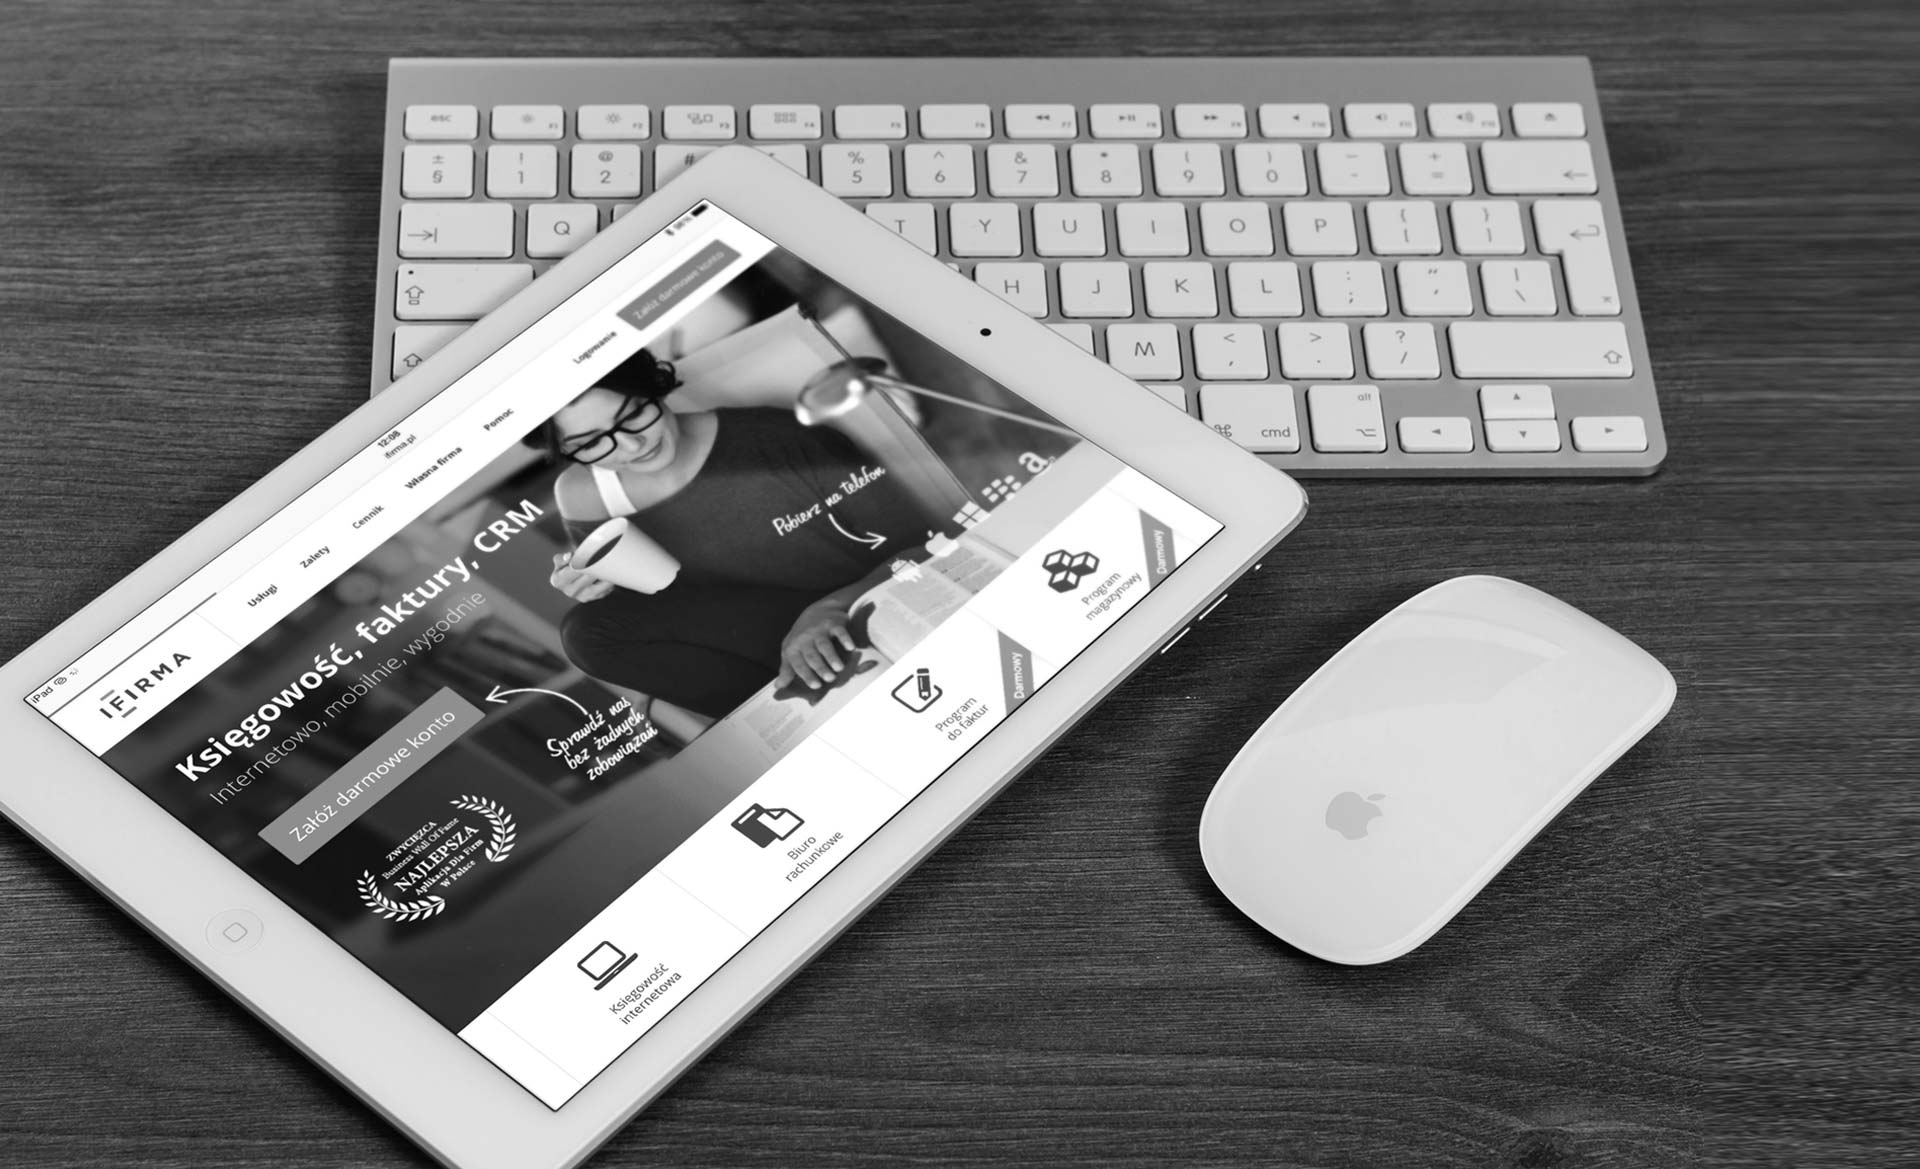 esc
F1
F2
F3
F4
F5
F6
F7
F8
F9
F10
F11
F12
± §
! 1
@ 2
#
% 5
^ 6
& 7
* 8
( 9
) 0
– -
+ =
Q
T
Y
U
I
O
P
{ [
} ]
H
J
K
L
: ;
" '
| \
M
< ,
> .
? /
⌘ cmd
alt
iPad
12:08
ifirma.pl
IFIRMA
Usługi
Zalety
Cennik
Własna firma
Pomoc
Logowanie
Załóż darmowe konto
Księgowość, faktury, CRM
Internetowo, mobilnie, wygodnie
Załóż darmowe konto
Sprawdź nas
bez żadnych
zobowiązań
Pobierz na telefon
ZWYCIĘZCA
Business Wall Of Fame
NAJLEPSZA
Aplikacja Dla Firm
W Polsce
Księgowość
internetowa
Biuro
rachunkowe
Program
do faktur
Darmowy
Program
magazynowy
Darmowy